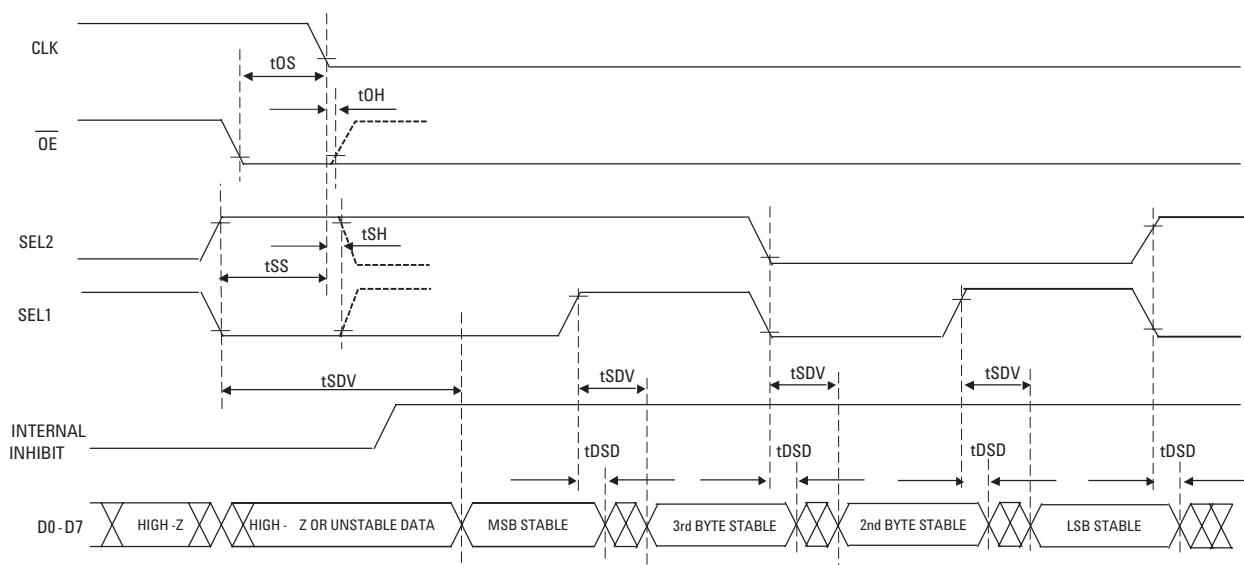 CLK
tOS
tOH
OE
SEL2
tSH
tSS
SEL1
tSDV
tSDV
tSDV
tSDV
INTERNAL
INHIBIT
tDSD
tDSD
tDSD
tDSD
D0 - D7
HIGH -Z
HIGH - Z OR UNSTABLE DATA
MSB STABLE
3rd BYTE STABLE
2nd BYTE STABLE
LSB STABLE